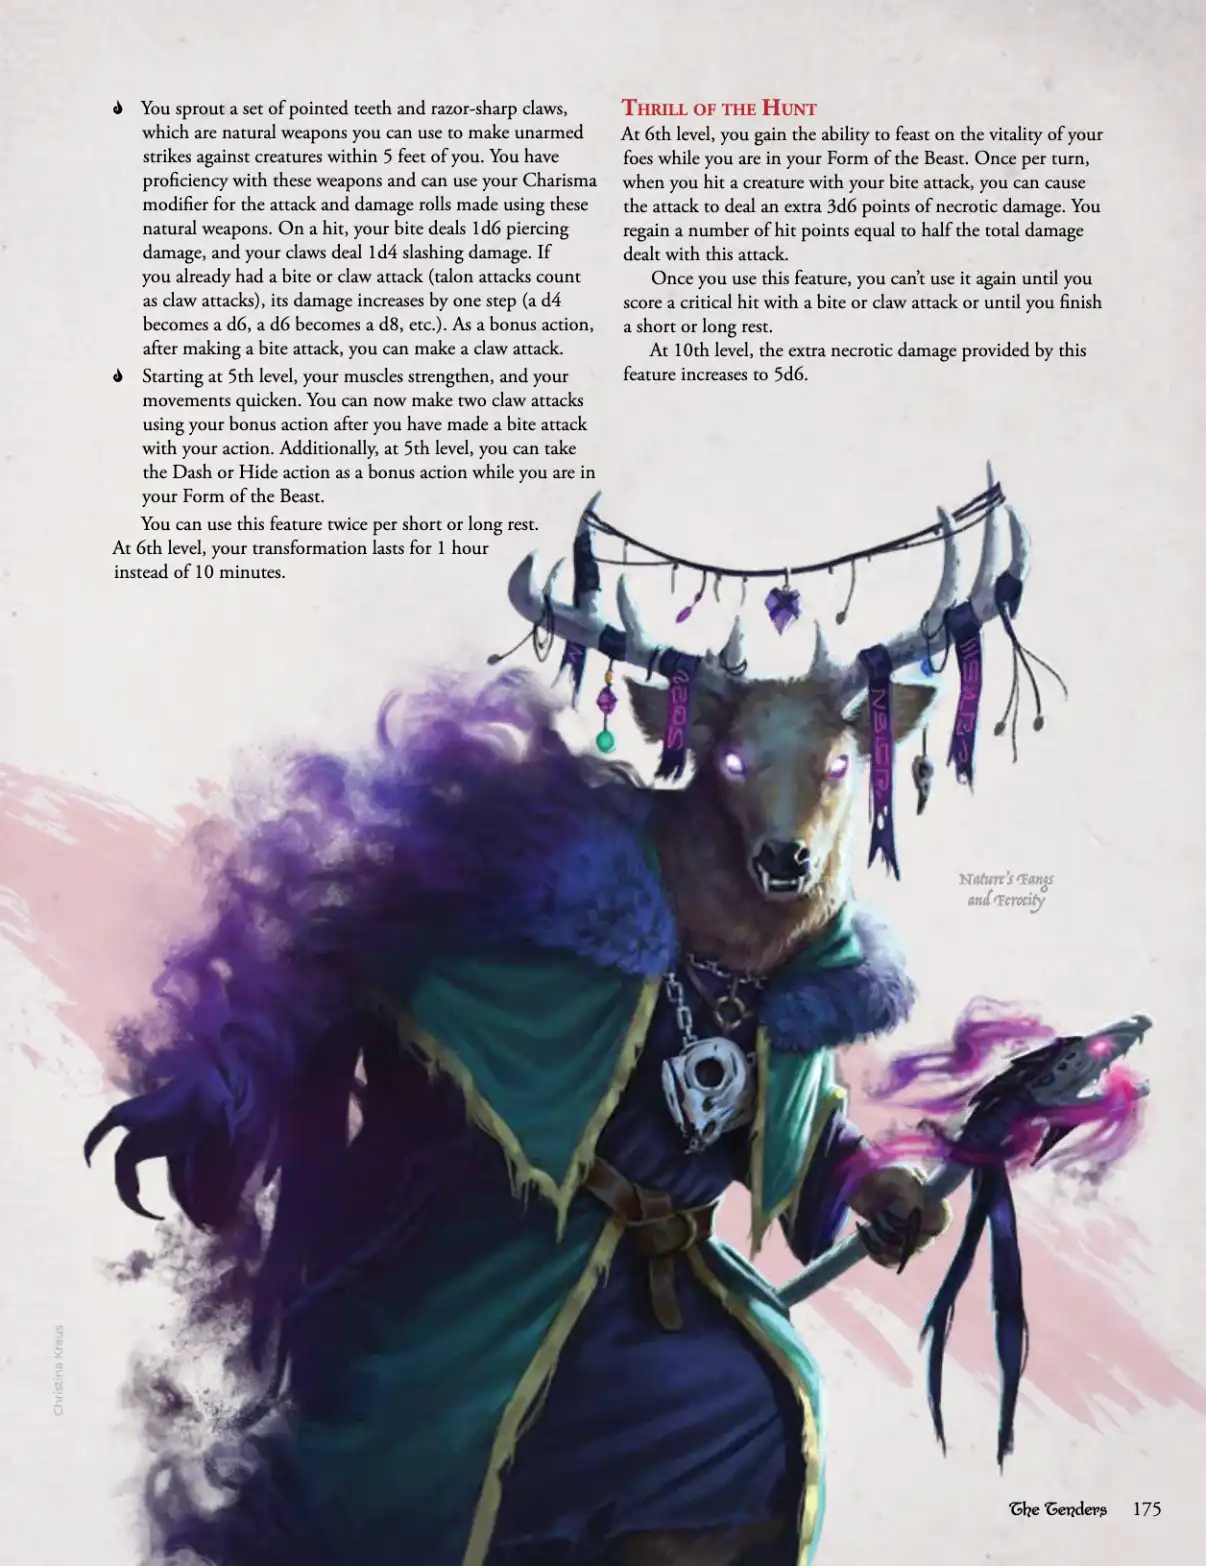 You sprout a set of pointed teeth and razor-sharp claws,
which are natural weapons you can use to make unarmed
strikes against creatures within 5 feet of you. You have
proficiency with these weapons and can use your Charisma
modifier for the attack and damage rolls made using these
natural weapons. On a hit, your bite deals 1d6 piercing
damage, and your claws deal 1d4 slashing damage. If
you already had a bite or claw attack (talon attacks count
as claw attacks), its damage increases by one step (a d4
becomes a d6, a d6 becomes a d8, etc.). As a bonus action,
after making a bite attack, you can make a claw attack.
Starting at 5th level, your muscles strengthen, and your
movements quicken. You can now make two claw attacks
using your bonus action after you have made a bite attack
with your action. Additionally, at 5th level, you can take
the Dash or Hide action as a bonus action while you are in
your Form of the Beast.
You can use this feature twice per short or long rest.
At 6th level, your transformation lasts for 1 hour
instead of 10 minutes.
Thrill of the Hunt
At 6th level, you gain the ability to feast on the vitality of your
foes while you are in your Form of the Beast. Once per turn,
when you hit a creature with your bite attack, you can cause
the attack to deal an extra 3d6 points of necrotic damage. You
regain a number of hit points equal to half the total damage
dealt with this attack.
Once you use this feature, you can't use it again until you
score a critical hit with a bite or claw attack or until you finish
a short or long rest.
At 10th level, the extra necrotic damage provided by this
feature increases to 5d6.
Nature's Fangs
and Ferocity
Christina Kraus
The Tenders 175